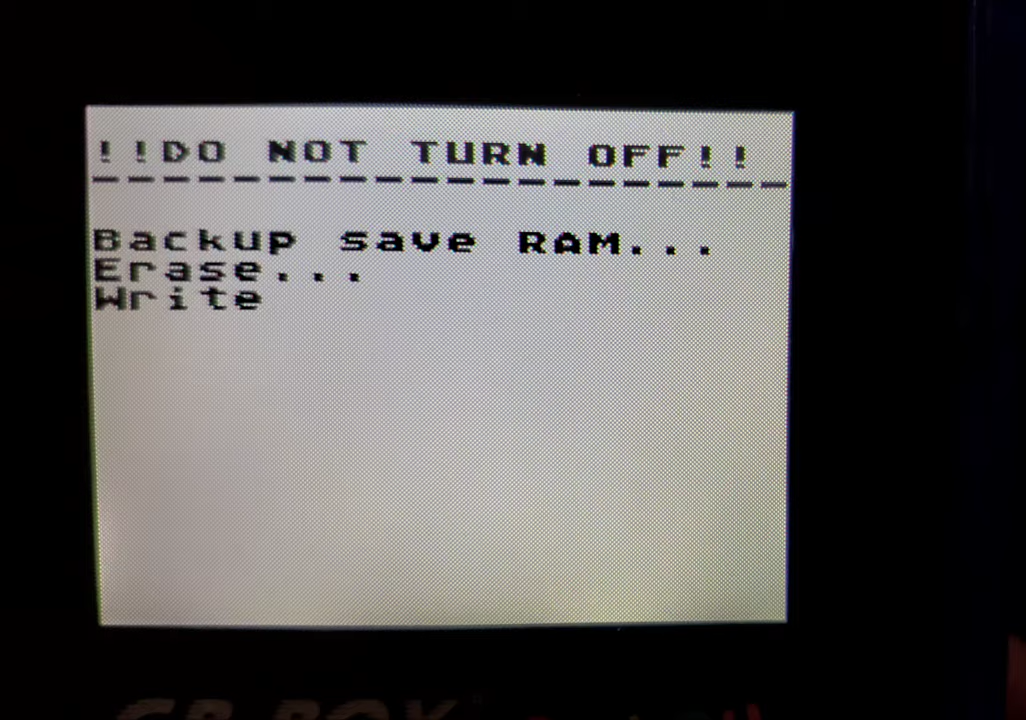 !!DO NOT TURN OFF!!
--------------------
Backup save RAM...
Erase...
Write